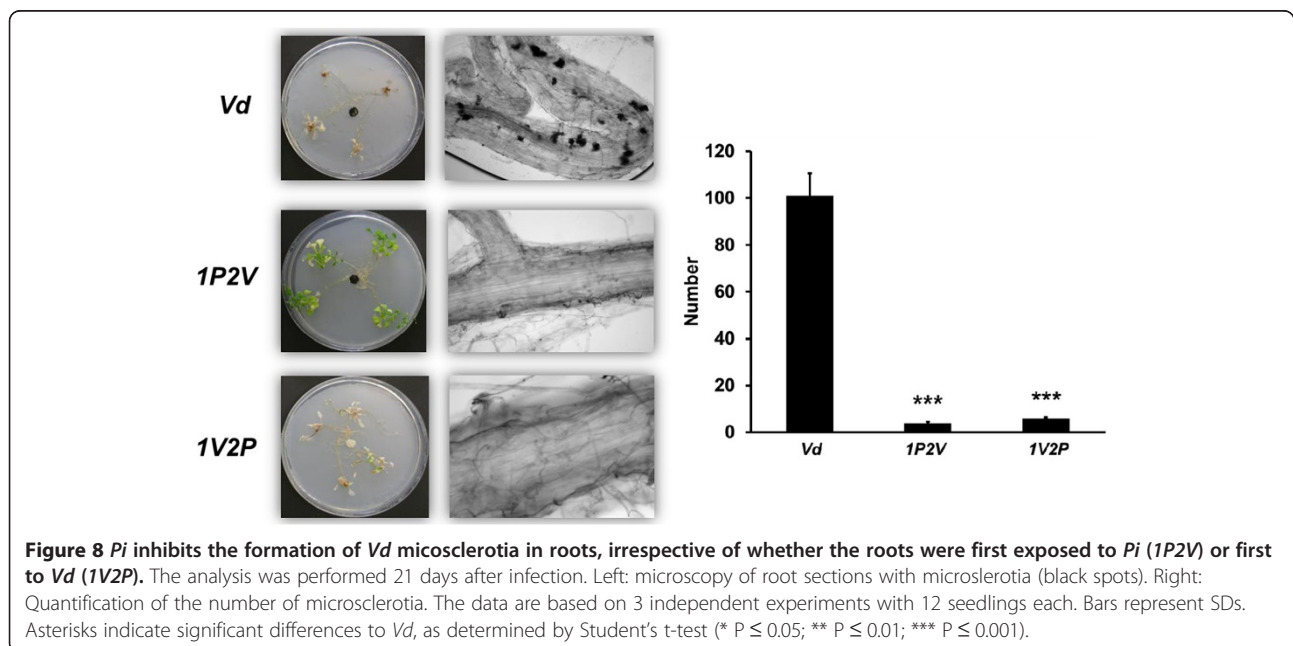 Vd
1P2V
1V2P
120
100
80
60
40
20
0
Number
***
***
Vd
1P2V
1V2P
Figure 8 Pi inhibits the formation of Vd micosclerotia in roots, irrespective of whether the roots were first exposed to Pi (1P2V) or first
to Vd (1V2P). The analysis was performed 21 days after infection. Left: microscopy of root sections with microslerotia (black spots). Right:
Quantification of the number of microsclerotia. The data are based on 3 independent experiments with 12 seedlings each. Bars represent SDs.
Asterisks indicate significant differences to Vd, as determined by Student's t-test (* P ≤ 0.05; ** P ≤ 0.01; *** P ≤ 0.001).